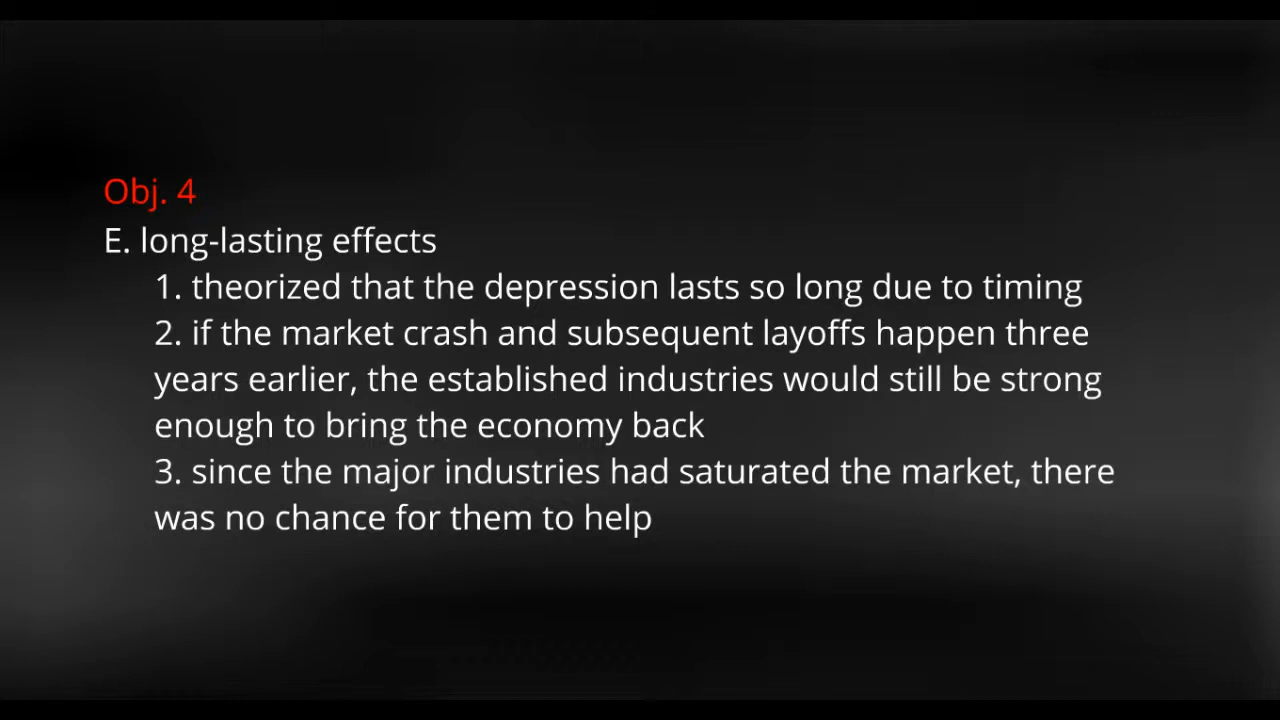 Obj. 4
E. long-lasting effects
1. theorized that the depression lasts so long due to timing
2. if the market crash and subsequent layoffs happen three
years earlier, the established industries would still be strong
enough to bring the economy back
3. since the major industries had saturated the market, there
was no chance for them to help